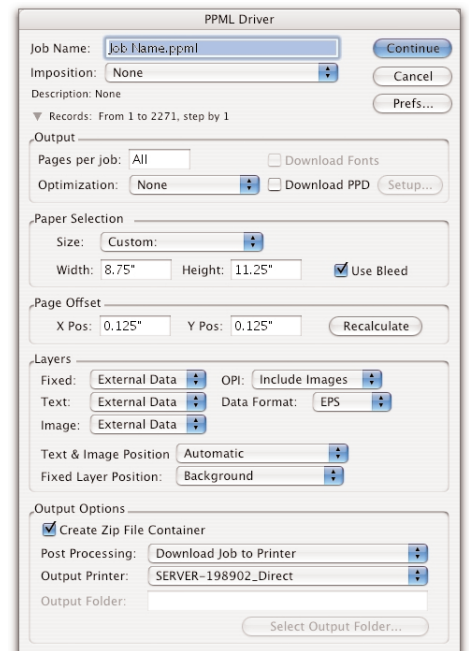 PPML Driver
Job Name: Job Name.ppml Continue
Imposition: None Cancel
Description: None Prefs...
Records: From 1 to 2271, step by 1
Output
Pages per job: All Download Fonts
Optimization: None Download PPD Setup...
Paper Selection
Size: Custom:
Width: 8.75" Height: 11.25" Use Bleed
Page Offset
X Pos: 0.125" Y Pos: 0.125" Recalculate
Layers
Fixed: External Data OPI: Include Images
Text: External Data Data Format: EPS
Image: External Data
Text & Image Position Automatic
Fixed Layer Position: Background
Output Options
Create Zip File Container
Post Processing: Download Job to Printer
Output Printer: SERVER-198902_Direct
Output Folder:
Select Output Folder...